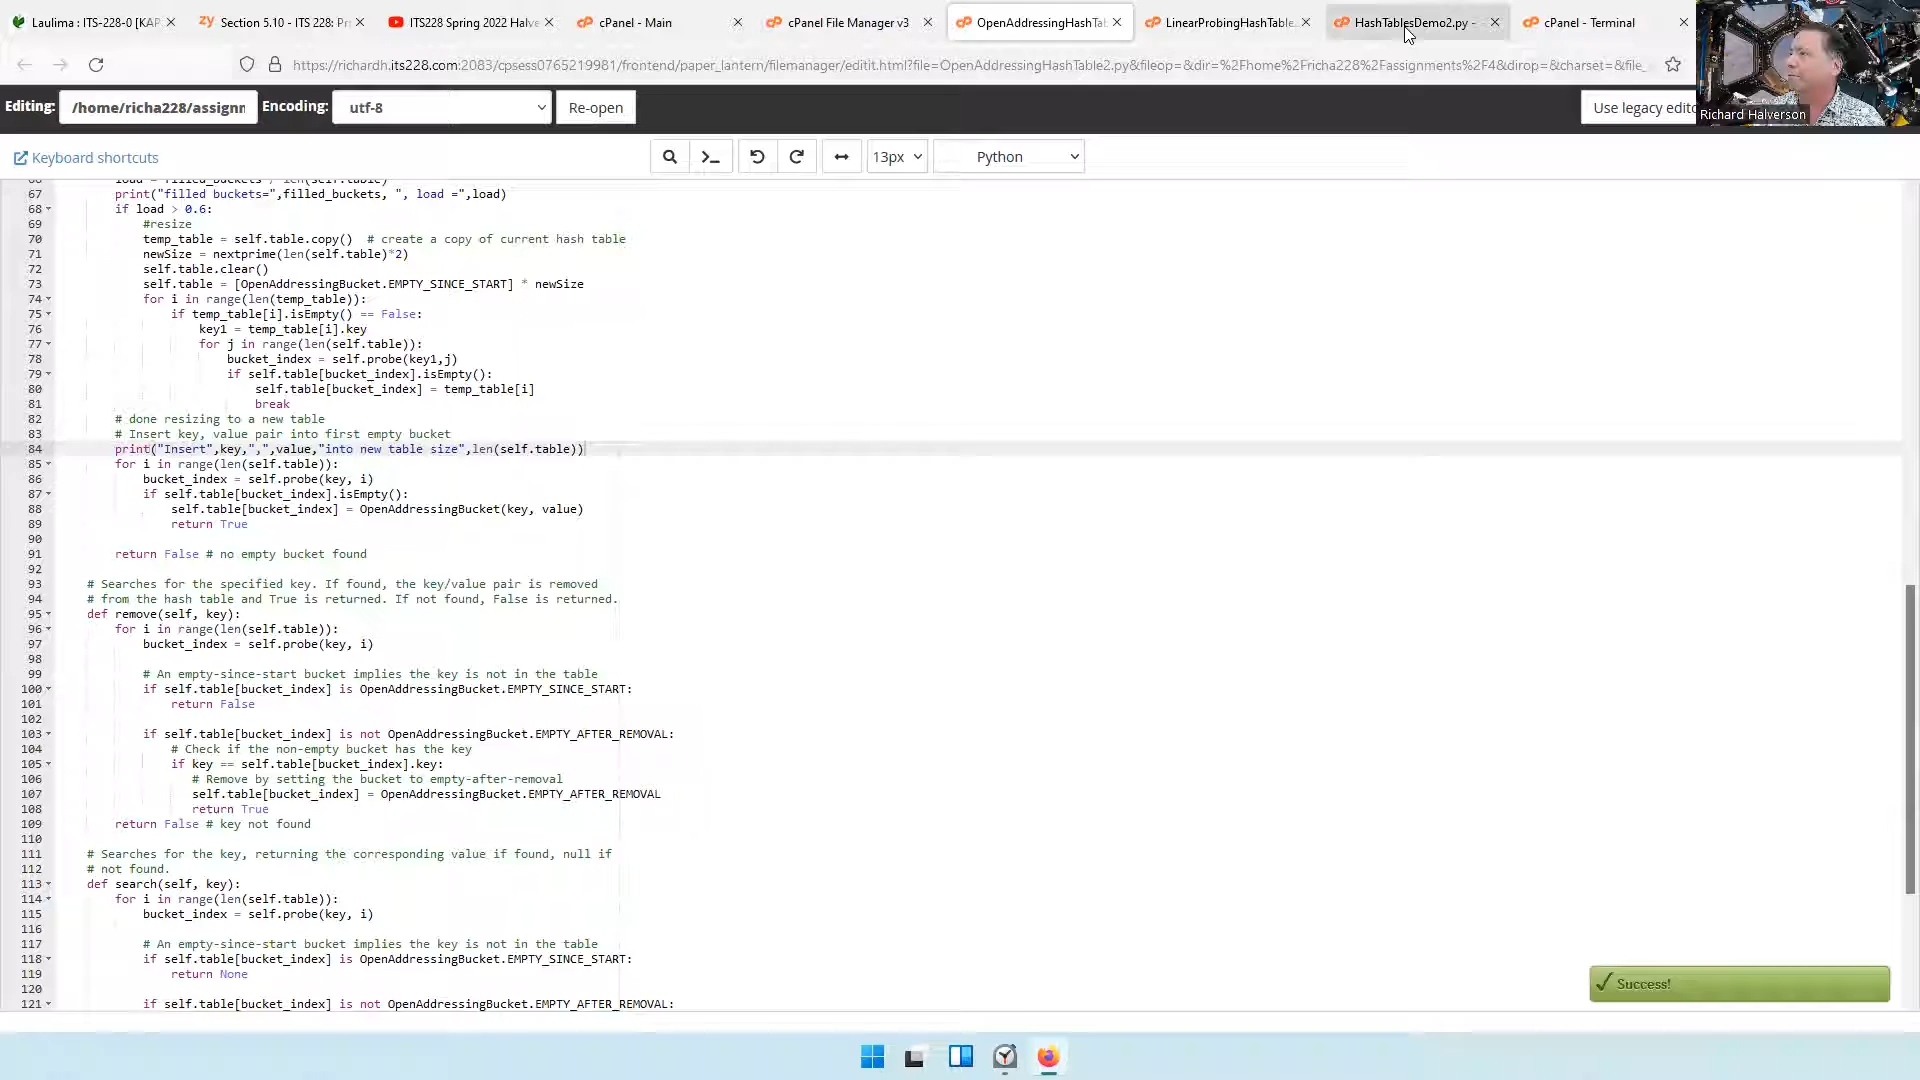 Laulima : ITS-228-0 [KAP
Section 5.10 - ITS 228: Pr
ITS228 Spring 2022 Halve
cPanel - Main
cPanel File Manager v3
OpenAddressingHashTa
LinearProbingHashTable.
HashTablesDemo2.py -
cPanel - Terminal
https://richardh.its228.com:2083/cpsess0765219981/frontend/paper_lantern/filemanager/editit.html?file=OpenAddressingHashTable2.py&fileop=&dir=%2Fhome%2Fricha228%2Fassignments%2F4&dirop=&charset=&file_
Richard Halverson
Editing: /home/richa228/assignm Encoding: utf-8 Re-open Use legacy edito
Keyboard shortcuts 13px Python
67 print("filled buckets=",filled_buckets, ", load =",load)
68 if load > 0.6:
69 #resize
70 temp_table = self.table.copy() # create a copy of current hash table
71 newSize = nextprime(len(self.table)*2)
72 self.table.clear()
73 self.table = [OpenAddressingBucket.EMPTY_SINCE_START] * newSize
74 for i in range(len(temp_table)):
75 if temp_table[i].isEmpty() == False:
76 key1 = temp_table[i].key
77 for j in range(len(self.table)):
78 bucket_index = self.probe(key1,j)
79 if self.table[bucket_index].isEmpty():
80 self.table[bucket_index] = temp_table[i]
81 break
82 # done resizing to a new table
83 # Insert key, value pair into first empty bucket
84 print("Insert",key,",",value,"into new table size",len(self.table))
85 for i in range(len(self.table)):
86 bucket_index = self.probe(key, i)
87 if self.table[bucket_index].isEmpty():
88 self.table[bucket_index] = OpenAddressingBucket(key, value)
89 return True
90
91 return False # no empty bucket found
92
93 # Searches for the specified key. If found, the key/value pair is removed
94 # from the hash table and True is returned. If not found, False is returned.
95 def remove(self, key):
96 for i in range(len(self.table)):
97 bucket_index = self.probe(key, i)
98
99 # An empty-since-start bucket implies the key is not in the table
100 if self.table[bucket_index] is OpenAddressingBucket.EMPTY_SINCE_START:
101 return False
102
103 if self.table[bucket_index] is not OpenAddressingBucket.EMPTY_AFTER_REMOVAL:
104 # Check if the non-empty bucket has the key
105 if key == self.table[bucket_index].key:
106 # Remove by setting the bucket to empty-after-removal
107 self.table[bucket_index] = OpenAddressingBucket.EMPTY_AFTER_REMOVAL
108 return True
109 return False # key not found
110
111 # Searches for the key, returning the corresponding value if found, null if
112 # not found.
113 def search(self, key):
114 for i in range(len(self.table)):
115 bucket_index = self.probe(key, i)
116
117 # An empty-since-start bucket implies the key is not in the table
118 if self.table[bucket_index] is OpenAddressingBucket.EMPTY_SINCE_START:
119 return None
120
121 if self.table[bucket_index] is not OpenAddressingBucket.EMPTY_AFTER_REMOVAL:
Success!